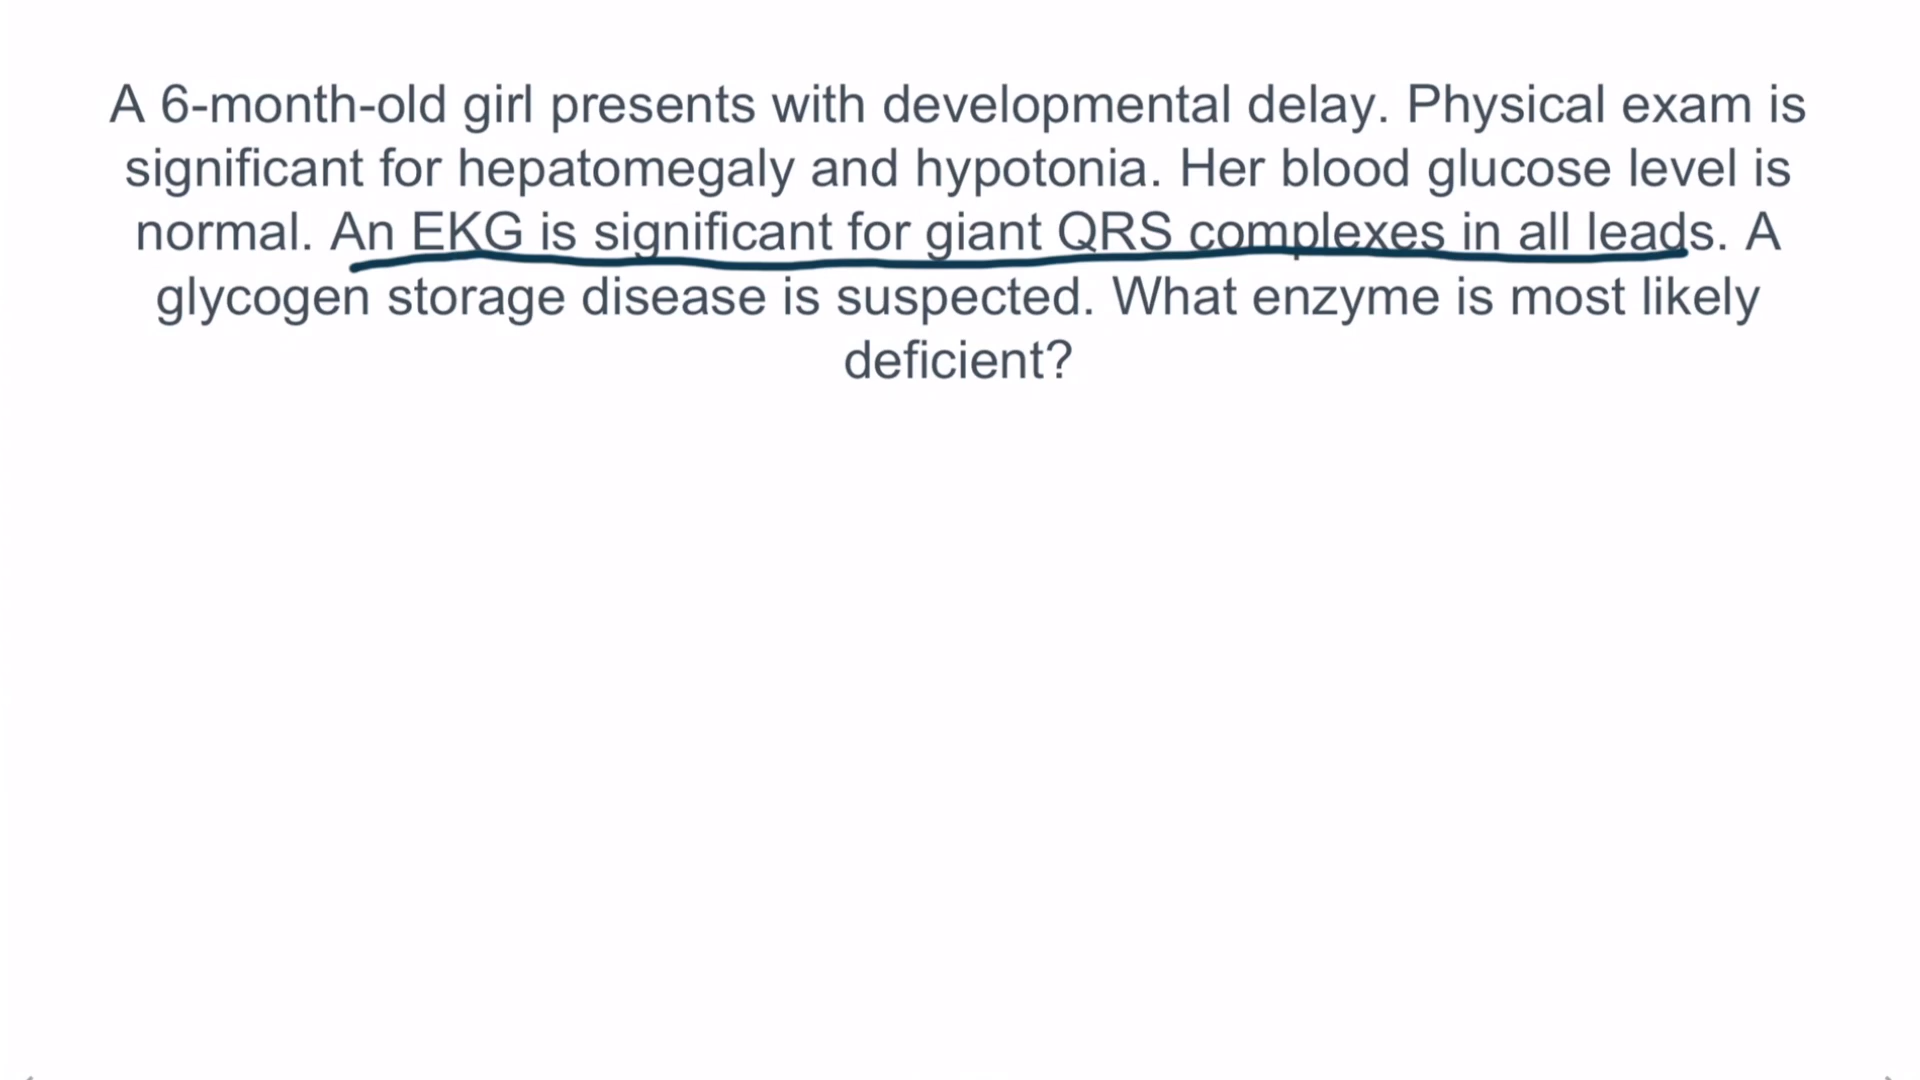 A 6-month-old girl presents with developmental delay. Physical exam is
significant for hepatomegaly and hypotonia. Her blood glucose level is
normal. An EKG is significant for giant QRS complexes in all leads. A
glycogen storage disease is suspected. What enzyme is most likely
deficient?